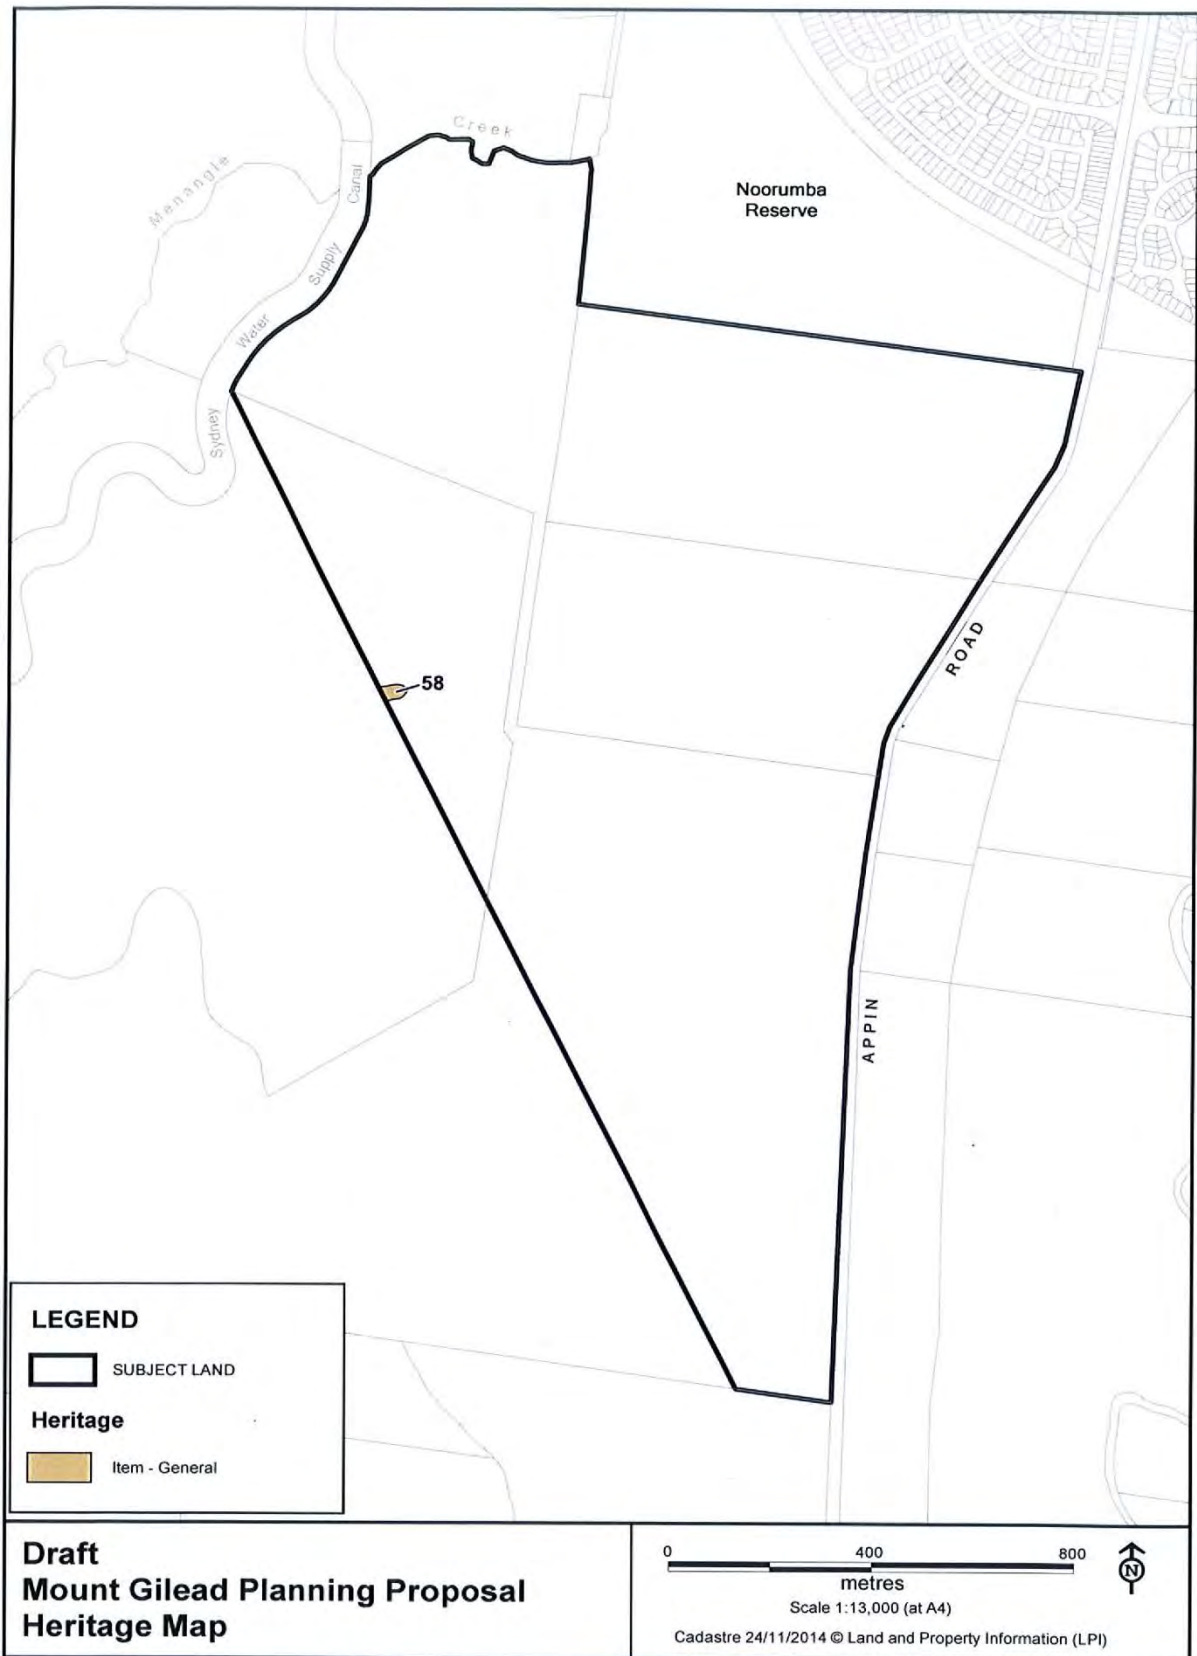 Creek
Menangle
Canal
Supply
Water
Sydney
Noorumba
Reserve
58
ROAD
APPIN
LEGEND
SUBJECT LAND
Heritage
Item - General
Draft
Mount Gilead Planning Proposal
Heritage Map
0 400 800
metres
N
Scale 1:13,000 (at A4)
Cadastre 24/11/2014 © Land and Property Information (LPI)